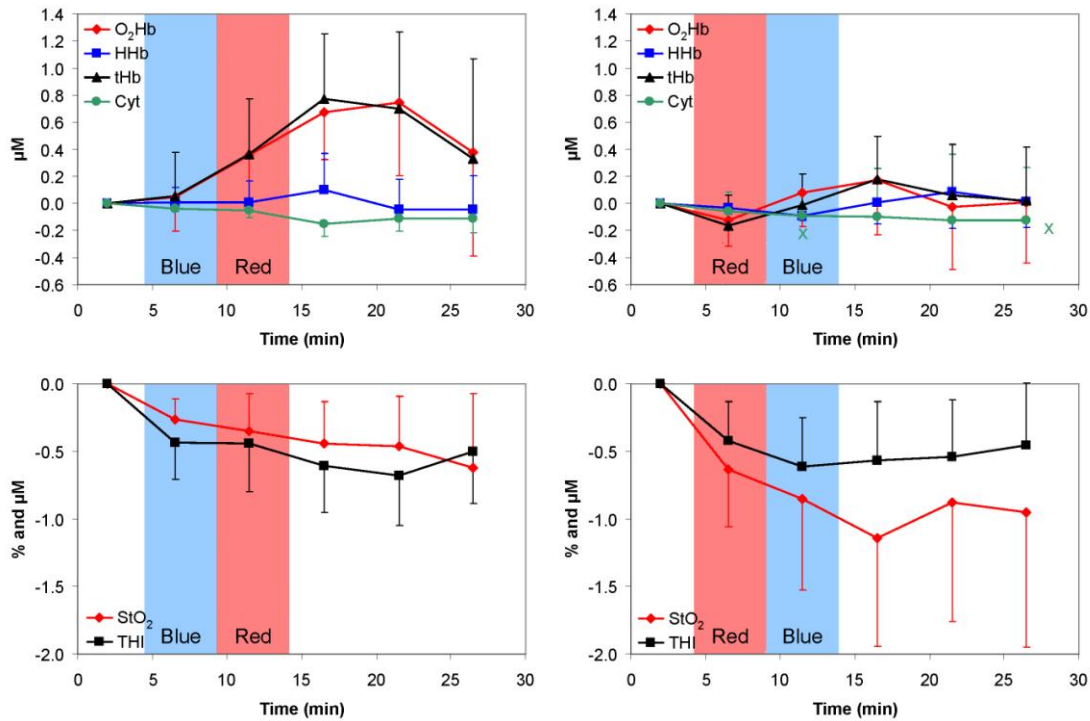 1.4
1.2
1.0
0.8
0.6
0.4
0.2
0.0
-0.2
-0.4
-0.6
µM
O₂Hb
HHb
tHb
Cyt
Blue Red
0 5 10 15 20 25 30
Time (min)
1.4
1.2
1.0
0.8
0.6
0.4
0.2
0.0
-0.2
-0.4
-0.6
µM
O₂Hb
HHb
tHb
Cyt
X
X
Red Blue
0 5 10 15 20 25 30
Time (min)
0.0
-0.5
-1.0
-1.5
-2.0
% and µM
StO₂
THI
Blue Red
0 5 10 15 20 25 30
Time (min)
0.0
-0.5
-1.0
-1.5
-2.0
% and µM
StO₂
THI
Red Blue
0 5 10 15 20 25 30
Time (min)